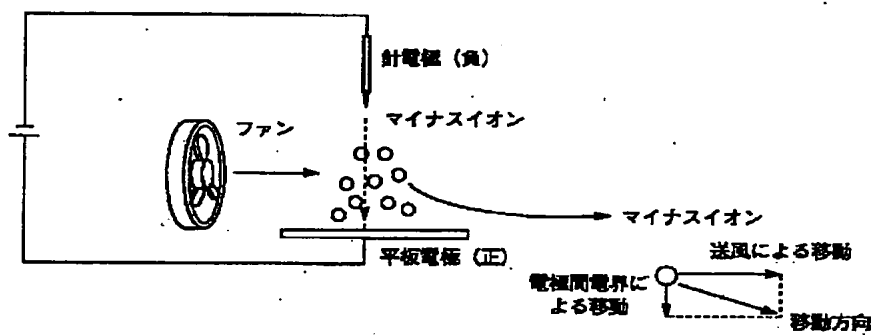 針電極（負）
ファン
マイナスイオン
マイナスイオン
平板電極（正）
送風による移動
電極間電界に
よる移動
移動方向